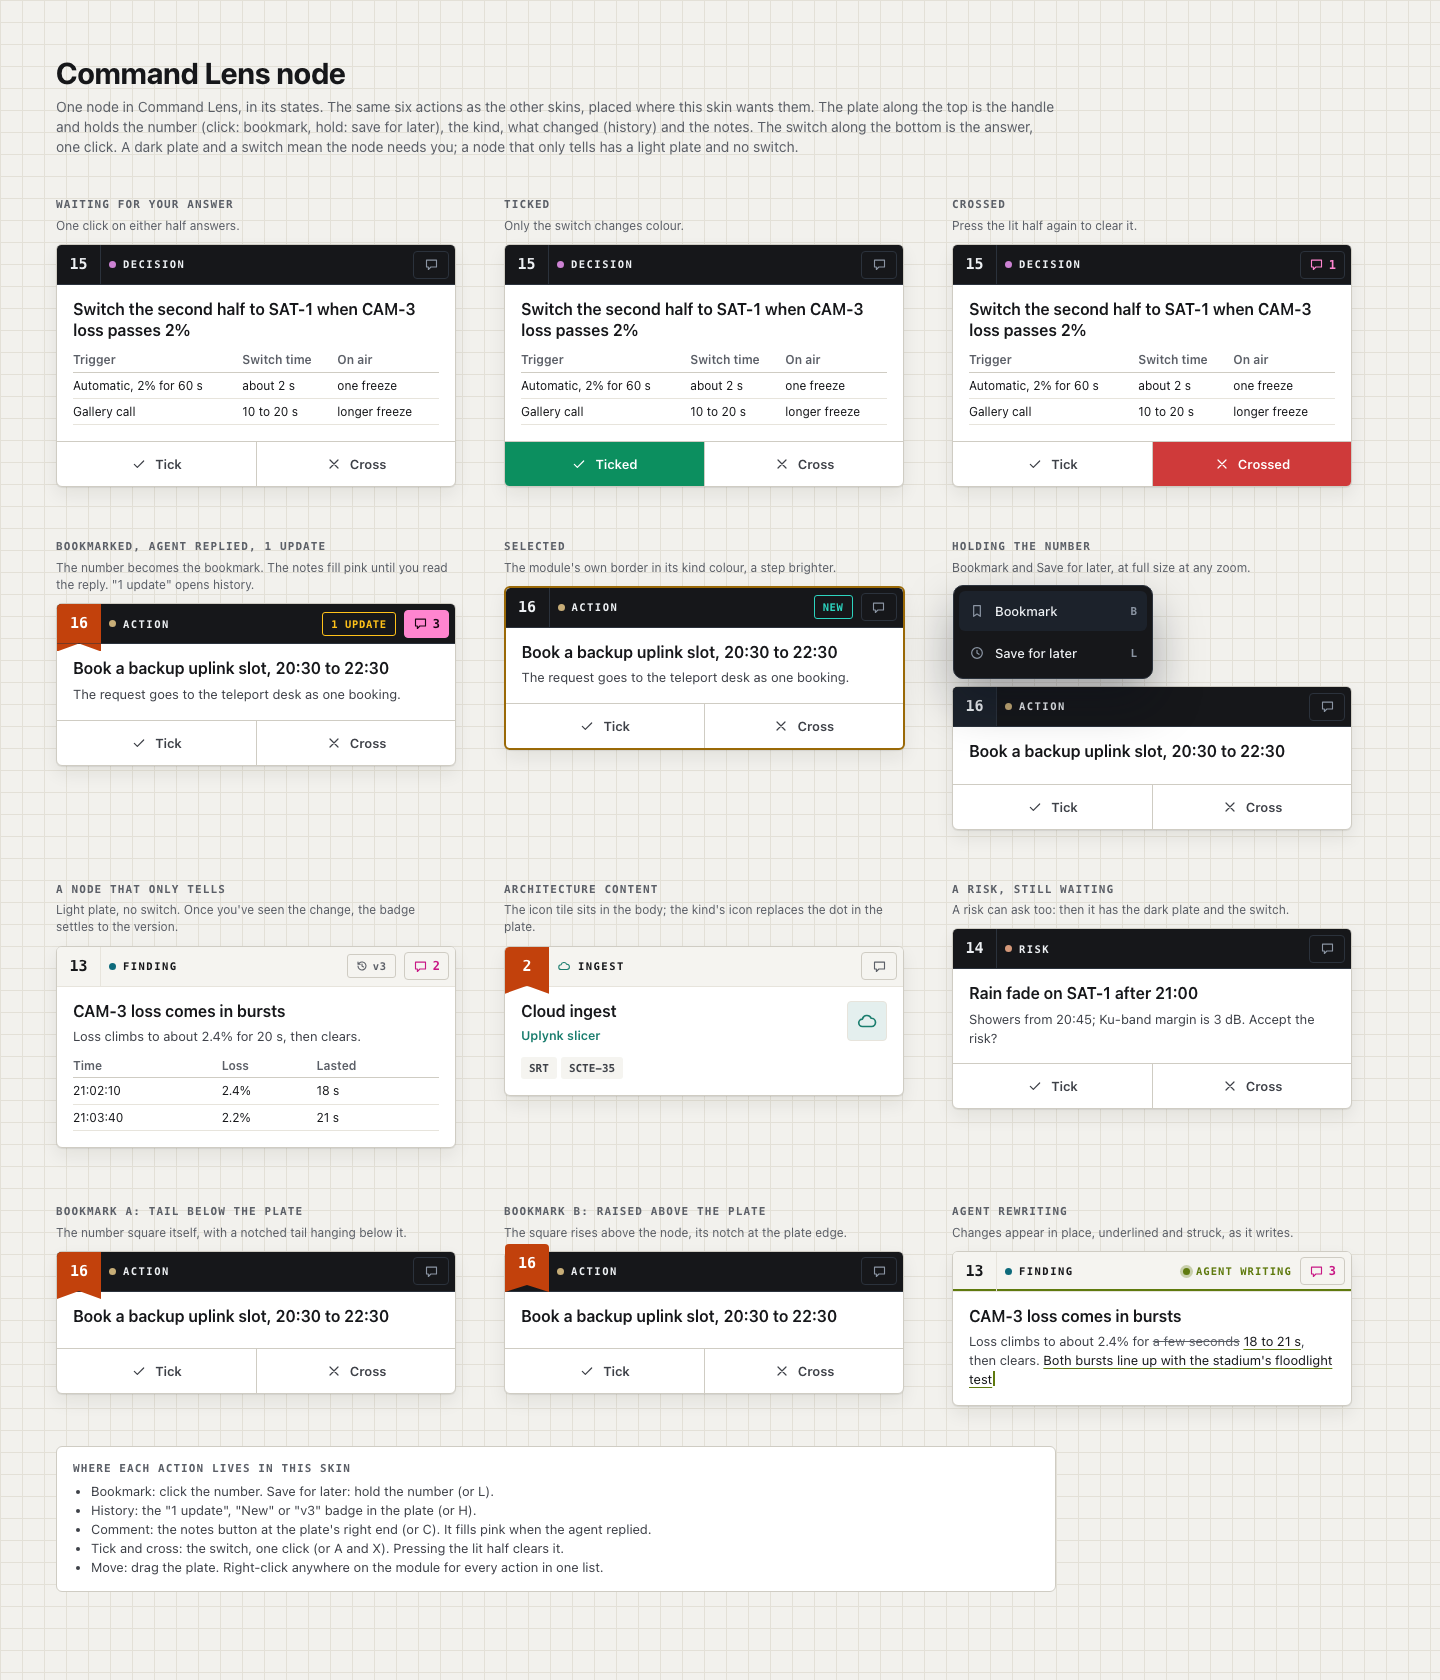 Command Lens node
One node in Command Lens, in its states. The same six actions as the other skins, placed where this skin wants them. The plate along the top is the handle
and holds the number (click: bookmark, hold: save for later), the kind, what changed (history) and the notes. The switch along the bottom is the answer,
one click. A dark plate and a switch mean the node needs you; a node that only tells has a light plate and no switch.
WAITING FOR YOUR ANSWER
One click on either half answers.
15 DECISION
Switch the second half to SAT-1 when CAM-3
loss passes 2%
Trigger Switch time On air
Automatic, 2% for 60 s about 2 s one freeze
Gallery call 10 to 20 s longer freeze
Tick Cross
TICKED
Only the switch changes colour.
15 DECISION
Switch the second half to SAT-1 when CAM-3
loss passes 2%
Trigger Switch time On air
Automatic, 2% for 60 s about 2 s one freeze
Gallery call 10 to 20 s longer freeze
Ticked Cross
CROSSED
Press the lit half again to clear it.
15 DECISION 1
Switch the second half to SAT-1 when CAM-3
loss passes 2%
Trigger Switch time On air
Automatic, 2% for 60 s about 2 s one freeze
Gallery call 10 to 20 s longer freeze
Tick Crossed
BOOKMARKED, AGENT REPLIED, 1 UPDATE
The number becomes the bookmark. The notes fill pink until you read
the reply. "1 update" opens history.
16 ACTION 1 UPDATE 3
Book a backup uplink slot, 20:30 to 22:30
The request goes to the teleport desk as one booking.
Tick Cross
SELECTED
The module's own border in its kind colour, a step brighter.
16 ACTION NEW
Book a backup uplink slot, 20:30 to 22:30
The request goes to the teleport desk as one booking.
Tick Cross
HOLDING THE NUMBER
Bookmark and Save for later, at full size at any zoom.
Bookmark B
Save for later L
16 ACTION
Book a backup uplink slot, 20:30 to 22:30
Tick Cross
A NODE THAT ONLY TELLS
Light plate, no switch. Once you've seen the change, the badge
settles to the version.
13 FINDING v3 2
CAM-3 loss comes in bursts
Loss climbs to about 2.4% for 20 s, then clears.
Time Loss Lasted
21:02:10 2.4% 18 s
21:03:40 2.2% 21 s
ARCHITECTURE CONTENT
The icon tile sits in the body; the kind's icon replaces the dot in the
plate.
2 INGEST
Cloud ingest
Uplynk slicer
SRT SCTE-35
A RISK, STILL WAITING
A risk can ask too: then it has the dark plate and the switch.
14 RISK
Rain fade on SAT-1 after 21:00
Showers from 20:45; Ku-band margin is 3 dB. Accept the
risk?
Tick Cross
BOOKMARK A: TAIL BELOW THE PLATE
The number square itself, with a notched tail hanging below it.
16 ACTION
Book a backup uplink slot, 20:30 to 22:30
Tick Cross
BOOKMARK B: RAISED ABOVE THE PLATE
The square rises above the node, its notch at the plate edge.
16 ACTION
Book a backup uplink slot, 20:30 to 22:30
Tick Cross
AGENT REWRITING
Changes appear in place, underlined and struck, as it writes.
13 FINDING AGENT WRITING 3
CAM-3 loss comes in bursts
Loss climbs to about 2.4% for a few seconds 18 to 21 s,
then clears. Both bursts line up with the stadium's floodlight
test
WHERE EACH ACTION LIVES IN THIS SKIN
• Bookmark: click the number. Save for later: hold the number (or L).
• History: the "1 update", "New" or "v3" badge in the plate (or H).
• Comment: the notes button at the plate's right end (or C). It fills pink when the agent replied.
• Tick and cross: the switch, one click (or A and X). Pressing the lit half clears it.
• Move: drag the plate. Right-click anywhere on the module for every action in one list.